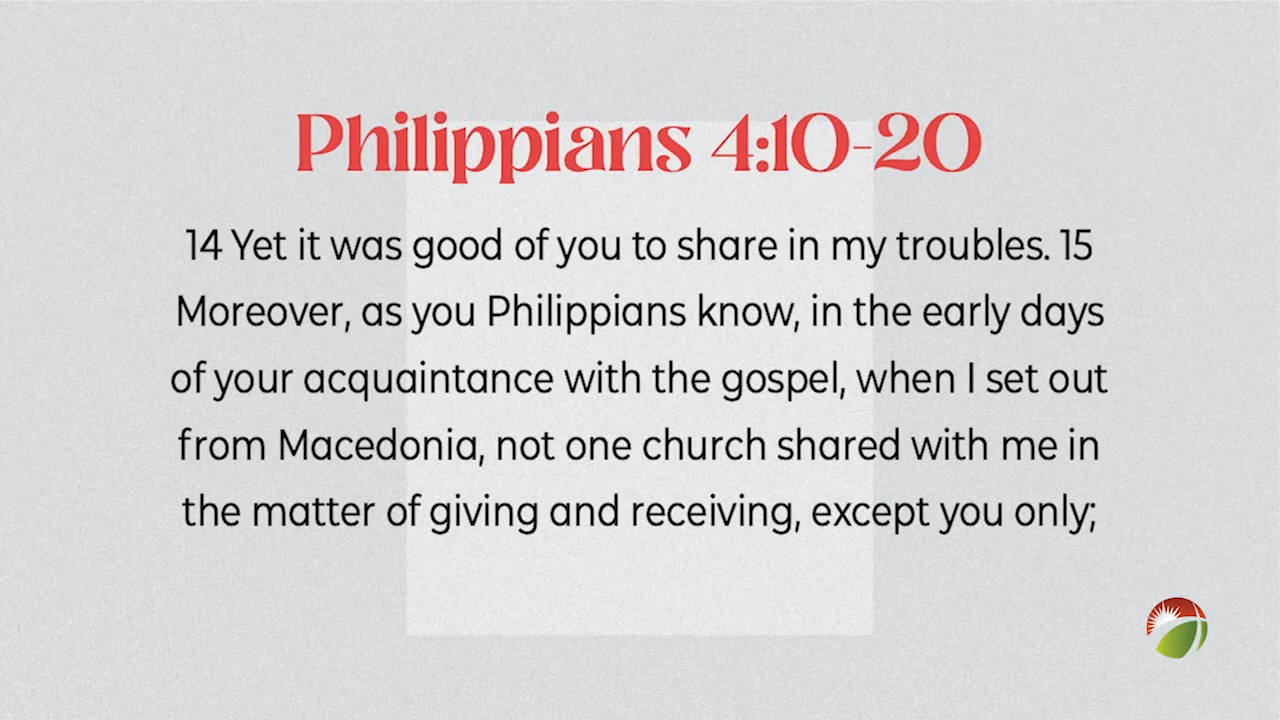 Philippians 4:10-20
14 Yet it was good of you to share in my troubles. 15
Moreover, as you Philippians know, in the early days
of your acquaintance with the gospel, when I set out
from Macedonia, not one church shared with me in
the matter of giving and receiving, except you only;